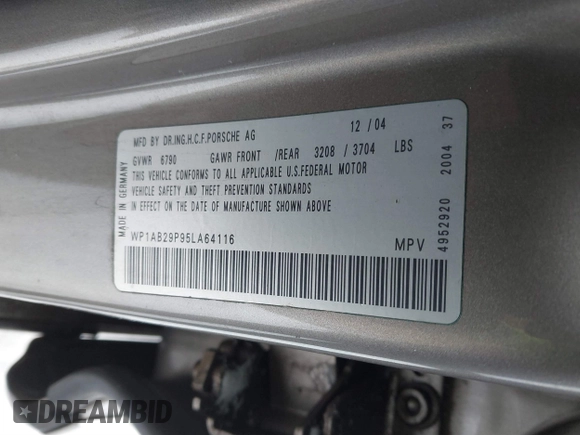 MFD BY DR.ING.H.C.F.PORSCHE AG 12 / 04
GVWR 6790 GAWR FRONT /REAR 3208 / 3704 LBS
THIS VEHICLE CONFORMS TO ALL APPLICABLE U.S.FEDERAL MOTOR
VEHICLE SAFETY AND THEFT PREVENTION STANDARDS
IN EFFECT ON THE DATE OF MANUFACTURE SHOWN ABOVE
WP1AB29P95LA64116 MPV
MADE IN GERMANY
4952920 2004 37
DREAMBID